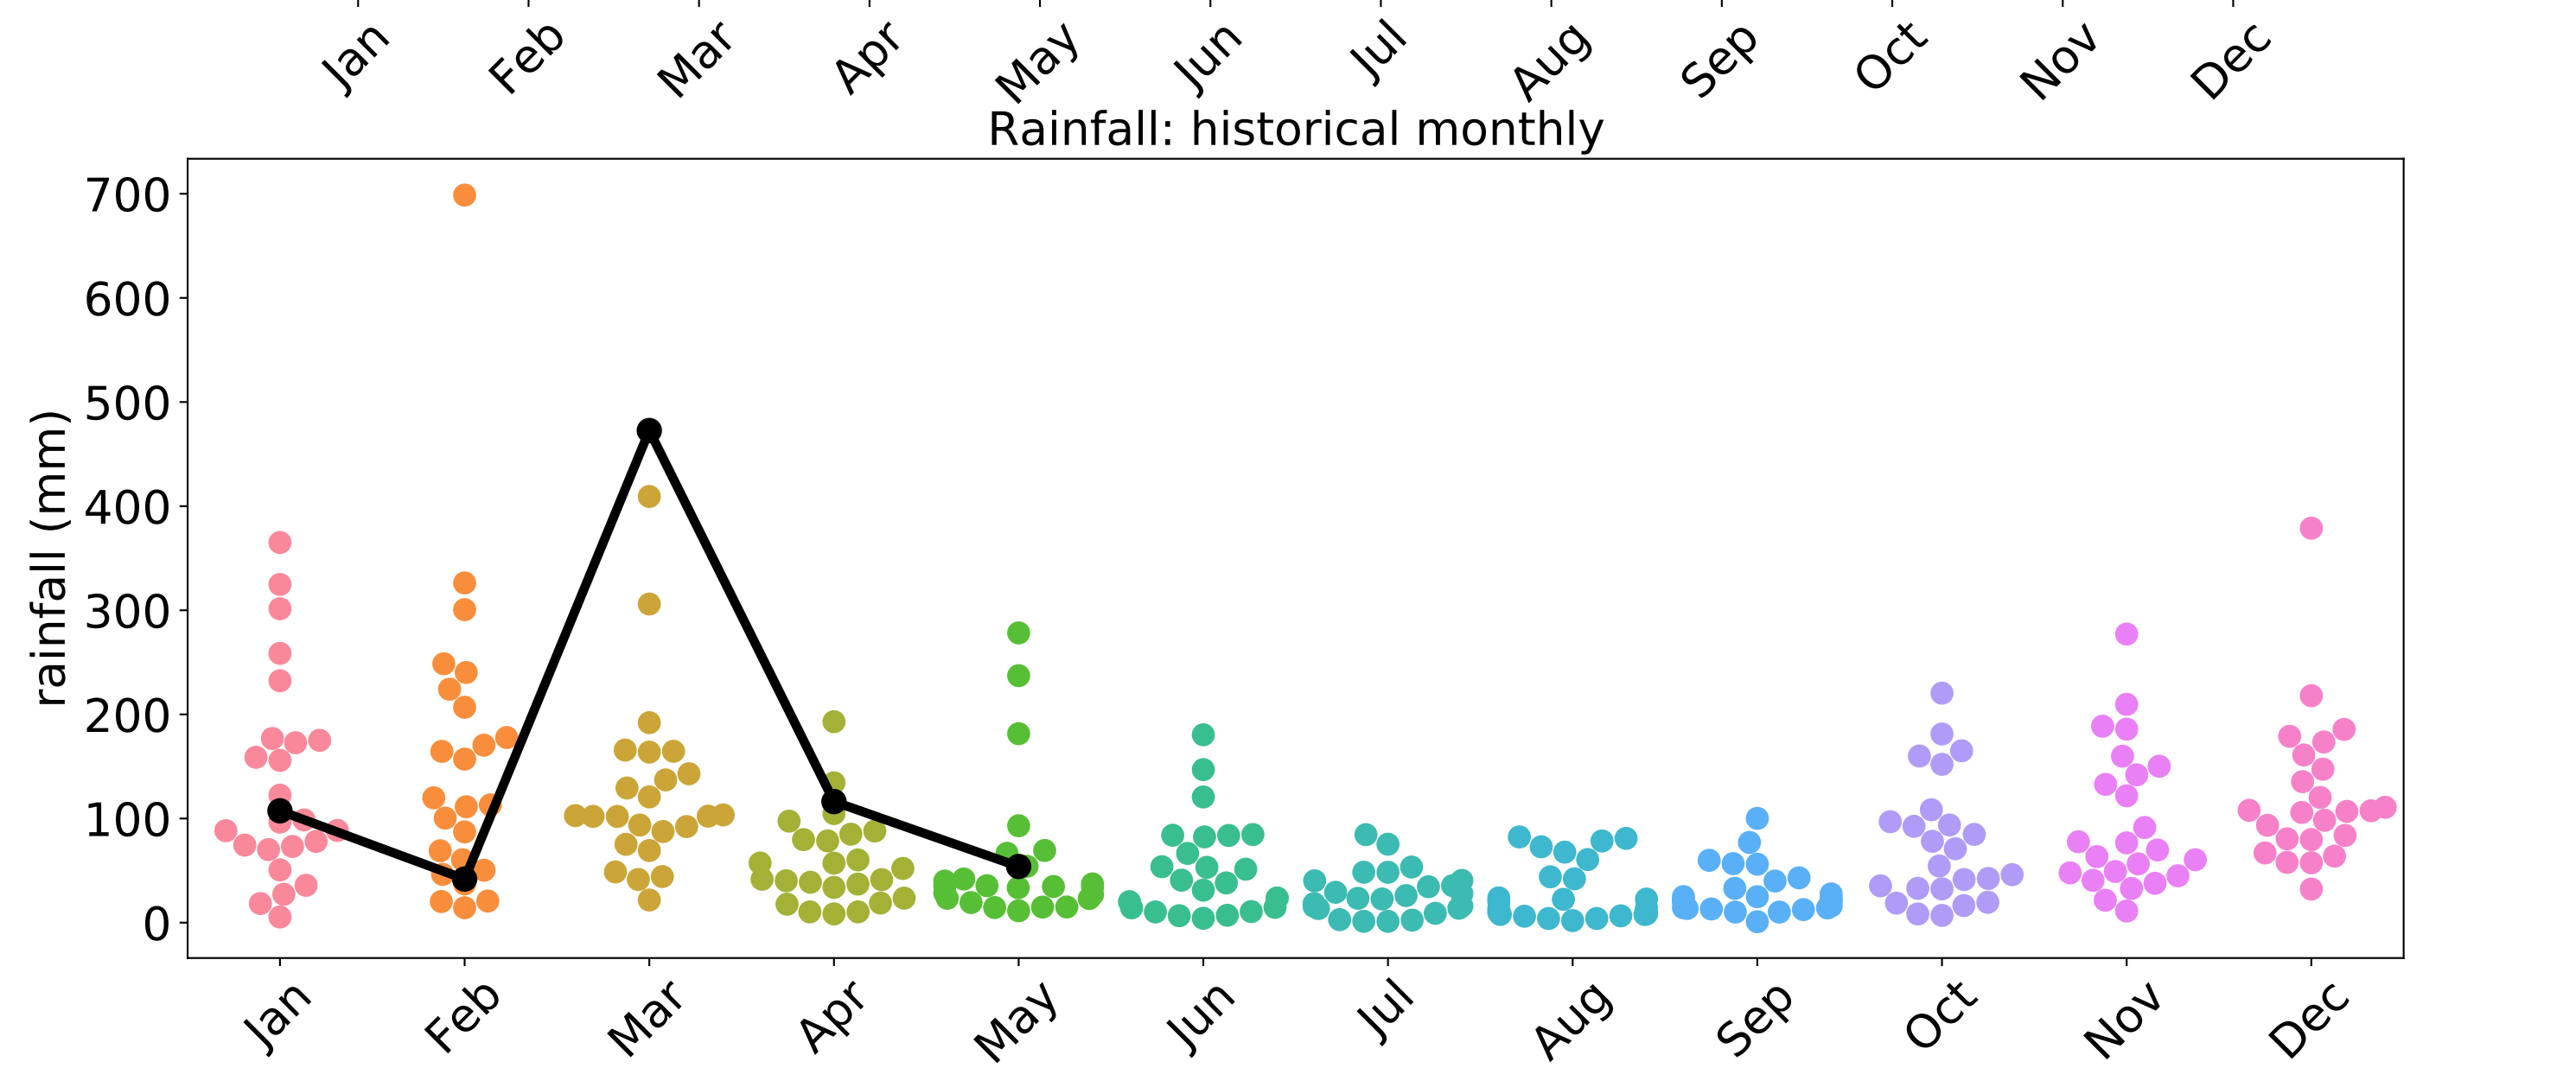 Jan Feb Mar Apr May Jun Jul Aug Sep Oct Nov Dec
Rainfall: historical monthly
rainfall (mm)
700
600
500
400
300
200
100
0
Jan Feb Mar Apr May Jun Jul Aug Sep Oct Nov Dec